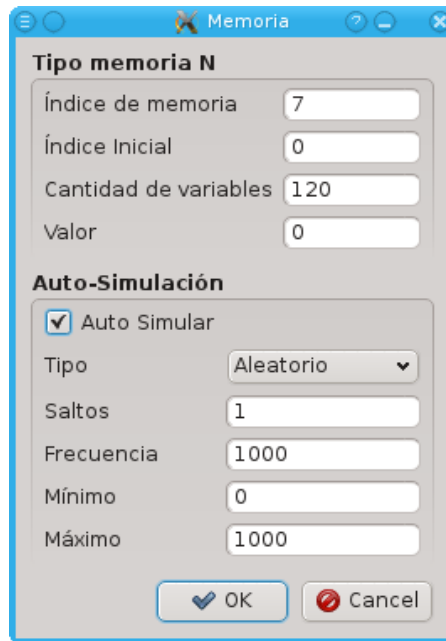 Memoria
Tipo memoria N
Índice de memoria 7
Índice Inicial 0
Cantidad de variables 120
Valor 0
Auto-Simulación
Auto Simular
Tipo Aleatorio
Saltos 1
Frecuencia 1000
Mínimo 0
Máximo 1000
OK Cancel